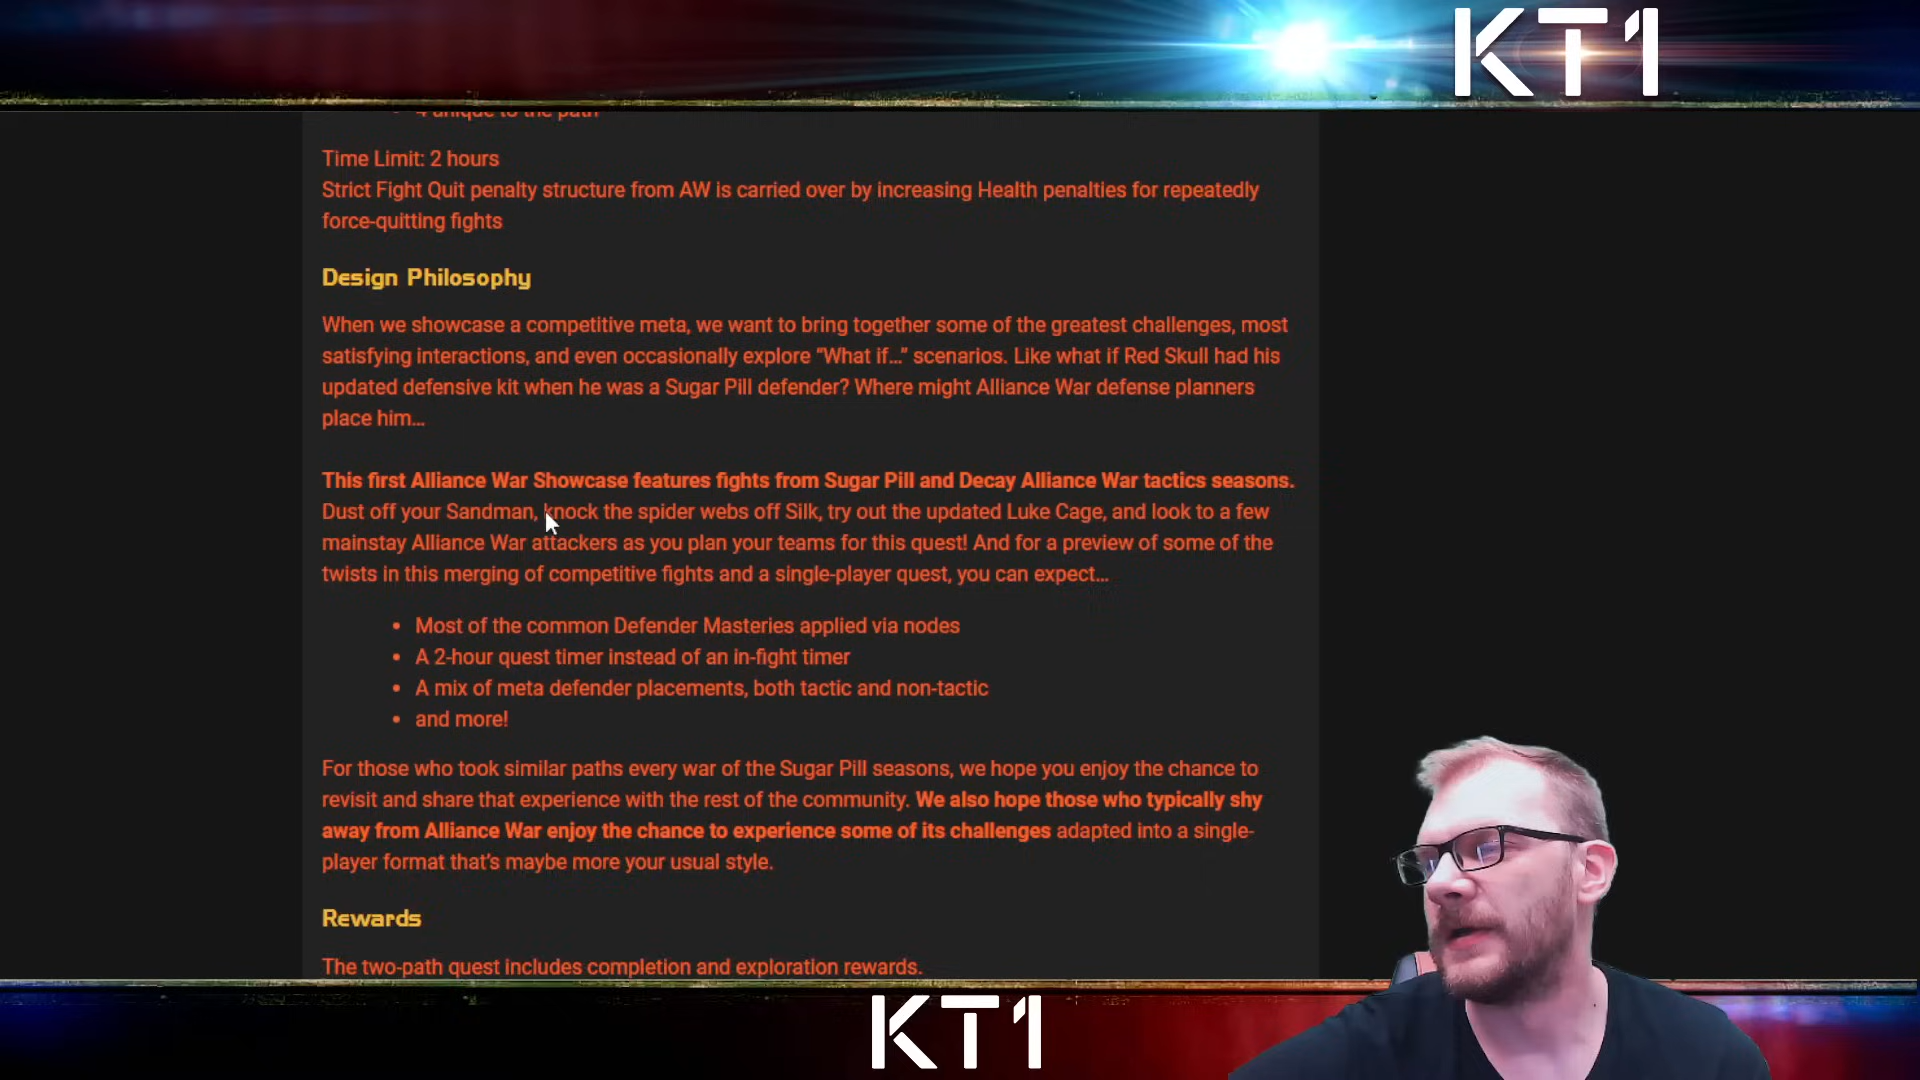 KT1
4 unique to the path
Time Limit: 2 hours
Strict Fight Quit penalty structure from AW is carried over by increasing Health penalties for repeatedly
force-quitting fights
Design Philosophy
When we showcase a competitive meta, we want to bring together some of the greatest challenges, most
satisfying interactions, and even occasionally explore “What if…” scenarios. Like what if Red Skull had his
updated defensive kit when he was a Sugar Pill defender? Where might Alliance War defense planners
place him…
This first Alliance War Showcase features fights from Sugar Pill and Decay Alliance War tactics seasons.
Dust off your Sandman, knock the spider webs off Silk, try out the updated Luke Cage, and look to a few
mainstay Alliance War attackers as you plan your teams for this quest! And for a preview of some of the
twists in this merging of competitive fights and a single-player quest, you can expect…
• Most of the common Defender Masteries applied via nodes
• A 2-hour quest timer instead of an in-fight timer
• A mix of meta defender placements, both tactic and non-tactic
• and more!
For those who took similar paths every war of the Sugar Pill seasons, we hope you enjoy the chance to
revisit and share that experience with the rest of the community. We also hope those who typically shy
away from Alliance War enjoy the chance to experience some of its challenges adapted into a single-
player format that’s maybe more your usual style.
Rewards
The two-path quest includes completion and exploration rewards.
KT1